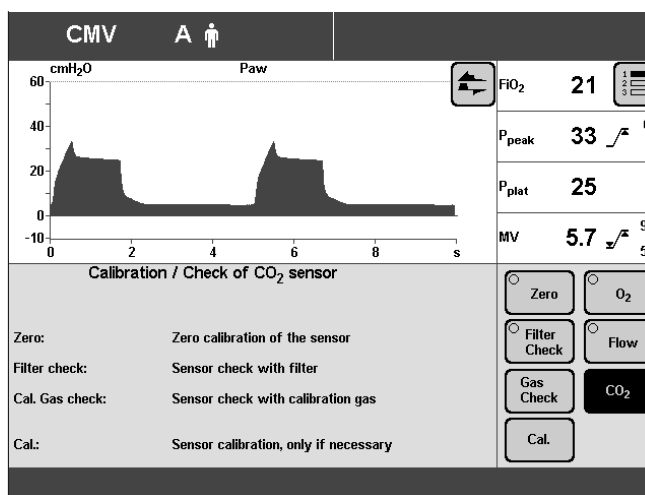 CMV A
cmH₂O Paw
60
40
20
0
-10
0 2 4 6 8 s
FiO₂ 21
1
2
3
Ppeak 33
Pplat 25
MV 5.7
Calibration / Check of CO₂ sensor
Zero: Zero calibration of the sensor
Filter check: Sensor check with filter
Cal. Gas check: Sensor check with calibration gas
Cal.: Sensor calibration, only if necessary
Zero O₂
Filter
Check Flow
Gas
Check CO₂
Cal.